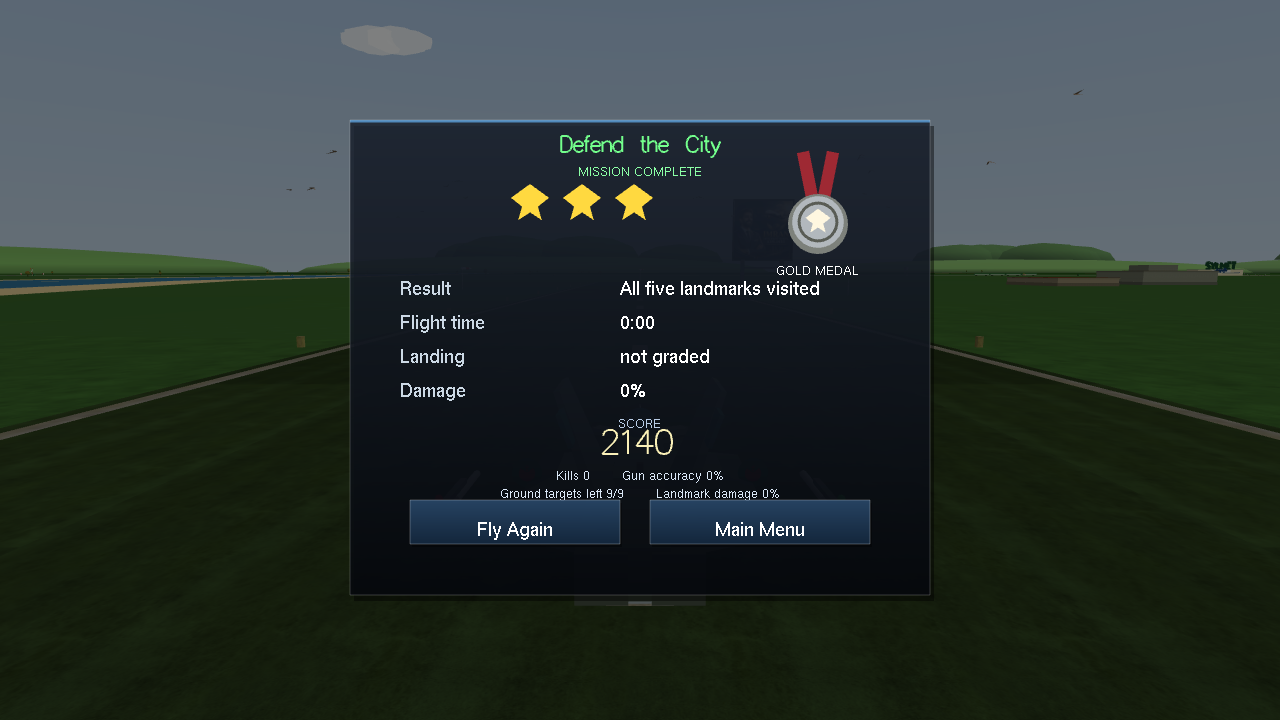 Defend the City
MISSION COMPLETE
GOLD MEDAL
Result All five landmarks visited
Flight time 0:00
Landing not graded
Damage 0%
SCORE
2140
Kills 0 Gun accuracy 0%
Ground targets left 9/9 Landmark damage 0%
Fly Again Main Menu